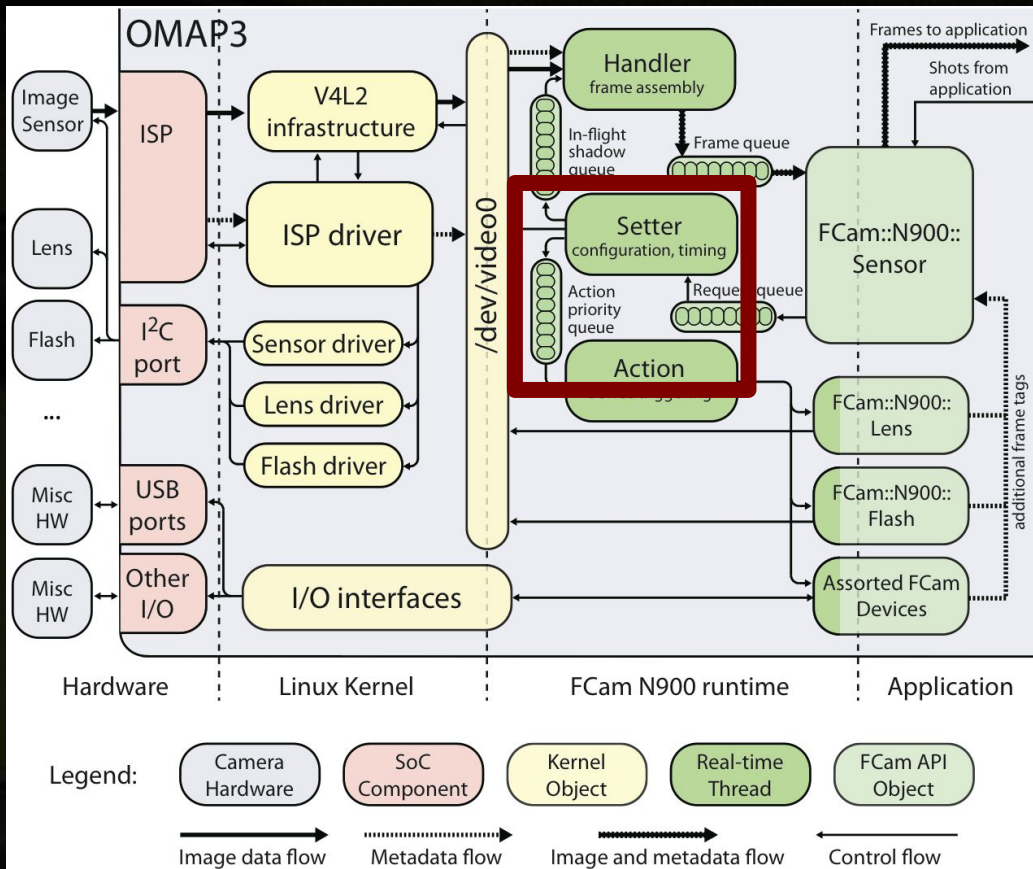 OMAP3
Frames to application
Shots from
application
Image
Sensor
ISP
V4L2
infrastructure
Handler
frame assembly
In-flight
shadow
queue
Frame queue
Lens
ISP driver
/dev/video0
Setter
configuration, timing
FCam::N900::
Sensor
Action
priority
queue
Request queue
Flash
I²C
port
Sensor driver
Action
...
Lens driver
FCam::N900::
Lens
additional frame tags
Flash driver
Misc
HW
USB
ports
FCam::N900::
Flash
Misc
HW
Other
I/O
I/O interfaces
Assorted FCam
Devices
Hardware
Linux Kernel
FCam N900 runtime
Application
Legend:
Camera
Hardware
SoC
Component
Kernel
Object
Real-time
Thread
FCam API
Object
Image data flow
Metadata flow
Image and metadata flow
Control flow